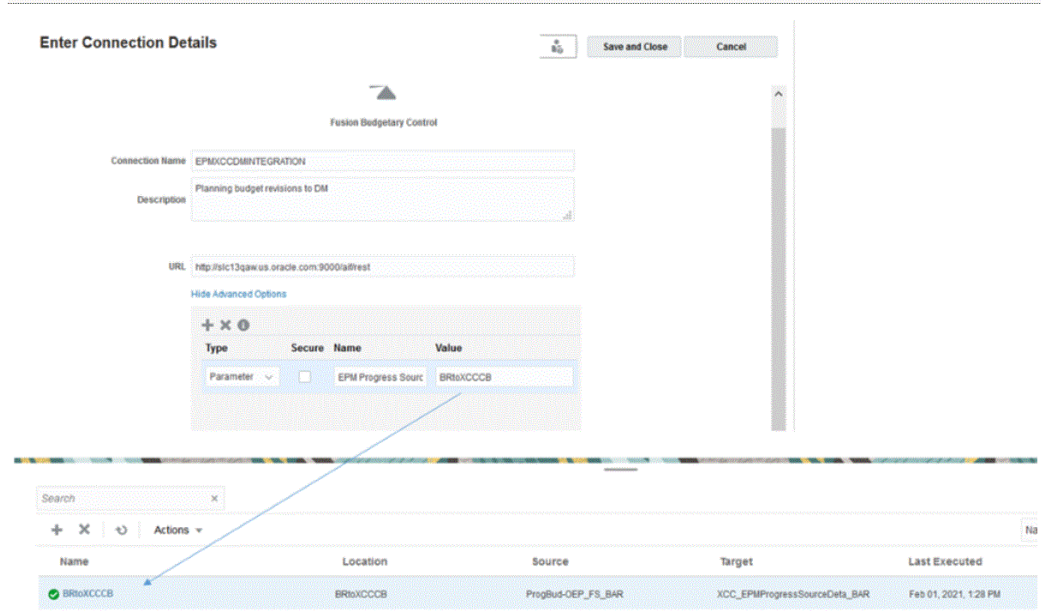 Enter Connection Details
Save and Close
Cancel
Fusion Budgetary Control
Connection Name
EPMXCCDMINTEGRATION
Description
Planning budget revisions to DM
URL
http://slc13qaw.us.oracle.com:9000/aif/rest
Hide Advanced Options
Type Secure Name Value
Parameter EPM Progress Sourc BRtoXCCCB
Search
Actions
Na
Name Location Source Target Last Executed
BRtoXCCCB BRtoXCCCB ProgBud-OEP_FS_BAR XCC_EPMProgressSourceDeta_BAR Feb 01, 2021, 1:28 PM